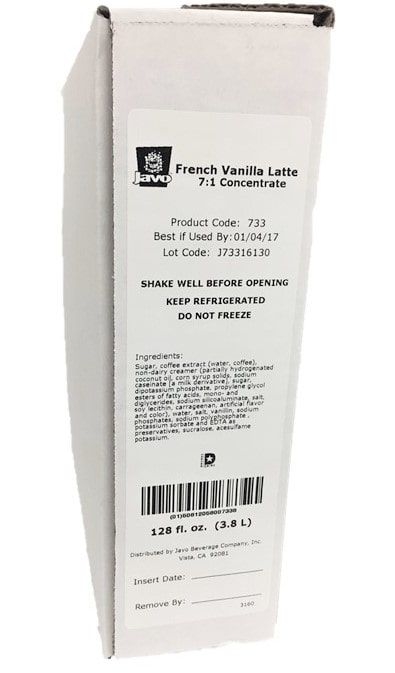 Javo
French Vanilla Latte
7:1 Concentrate
Product Code: 733
Best if Used By: 01/04/17
Lot Code: J73316130
SHAKE WELL BEFORE OPENING
KEEP REFRIGERATED
DO NOT FREEZE
Ingredients:
Sugar, coffee extract (water, coffee),
non-dairy creamer (partially hydrogenated
coconut oil, corn syrup solids, sodium
caseinate (a milk derivative), sugar,
dipotassium phosphate, propylene glycol
esters of fatty acids, mono- and
diglycerides, sodium silicoaluminate, salt,
soy lecithin, carrageenan, artificial flavor
and color), water, salt, vanillin, sodium
phosphates, sodium polyphosphate,
potassium sorbate and EDTA as
preservatives, sucralose, acesulfame
potassium.
D
128 fl. oz. (3.8 L)
Distributed by Javo Beverage Company, Inc.
Vista, CA 92081
Insert Date:
Remove By:
3160